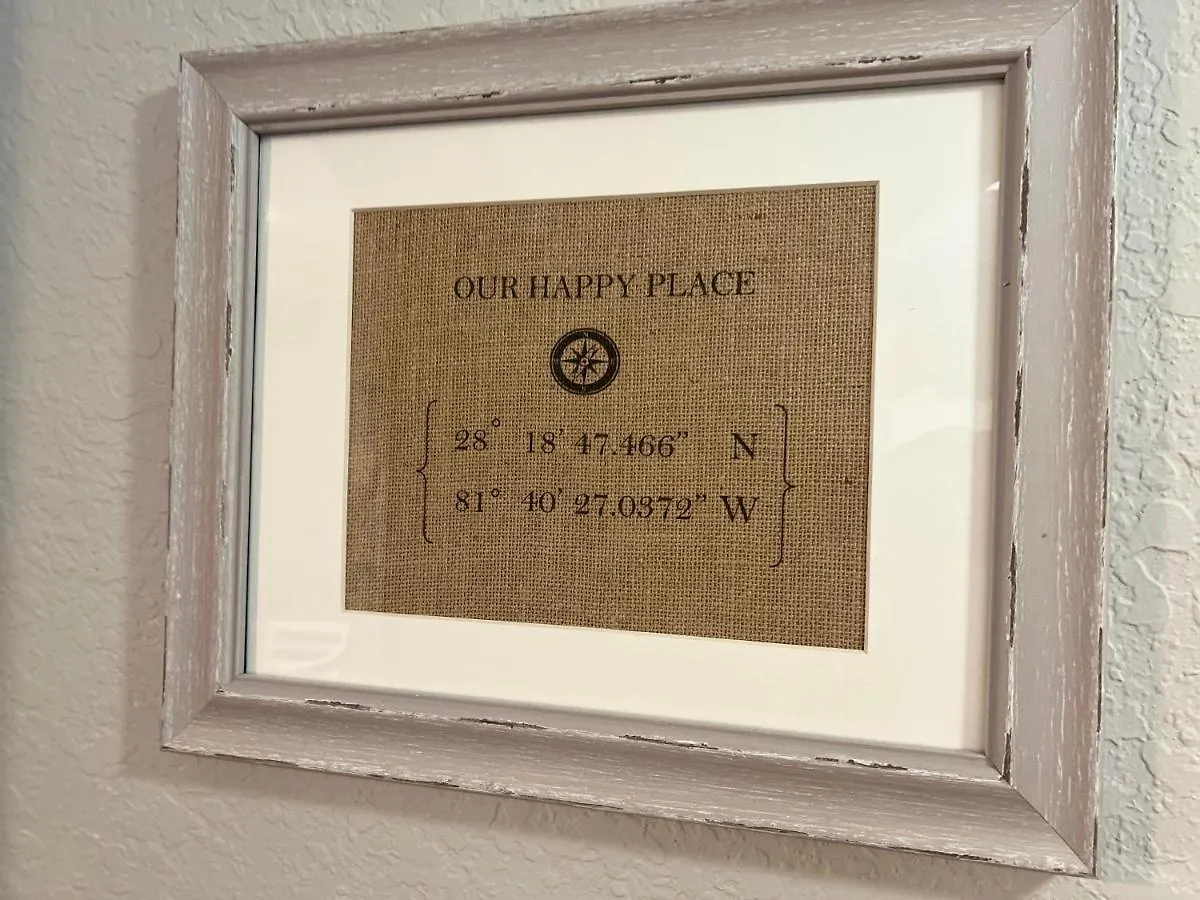 OUR HAPPY PLACE
28° 18' 47.466" N
81° 40' 27.0372" W